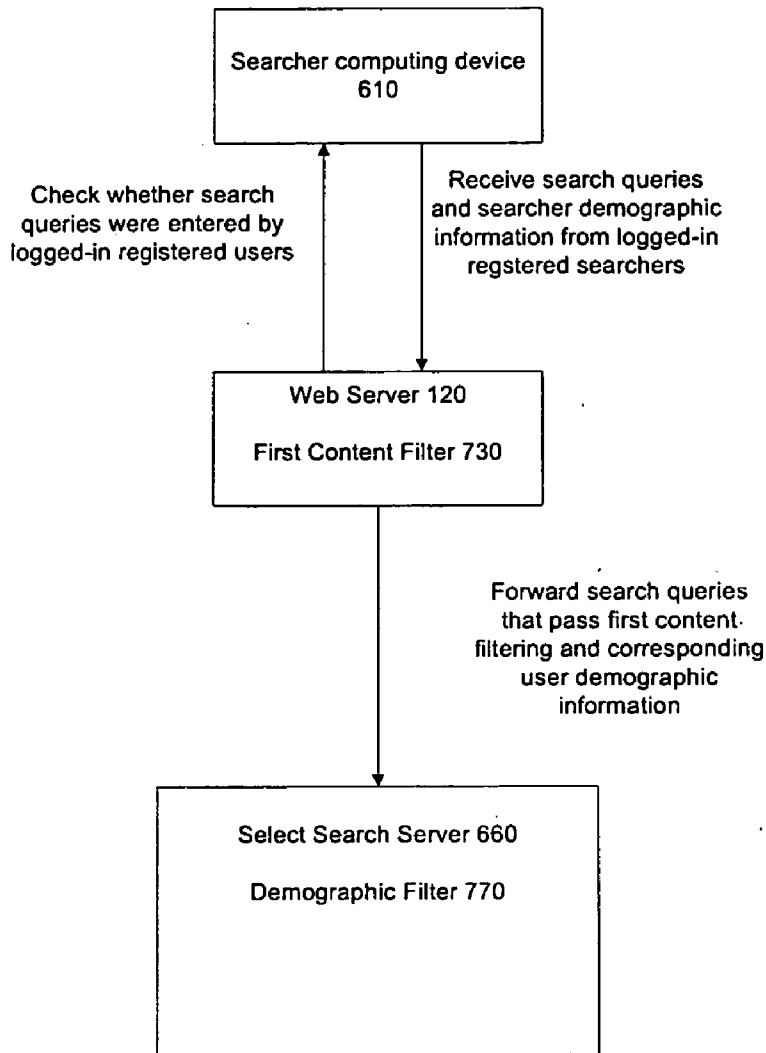 Searcher computing device
610
Check whether search
queries were entered by
logged-in registered users
Receive search queries
and searcher demographic
information from logged-in
regstered searchers
Web Server 120
First Content Filter 730
Forward search queries
that pass first content
filtering and corresponding
user demographic
information
Select Search Server 660
Demographic Filter 770